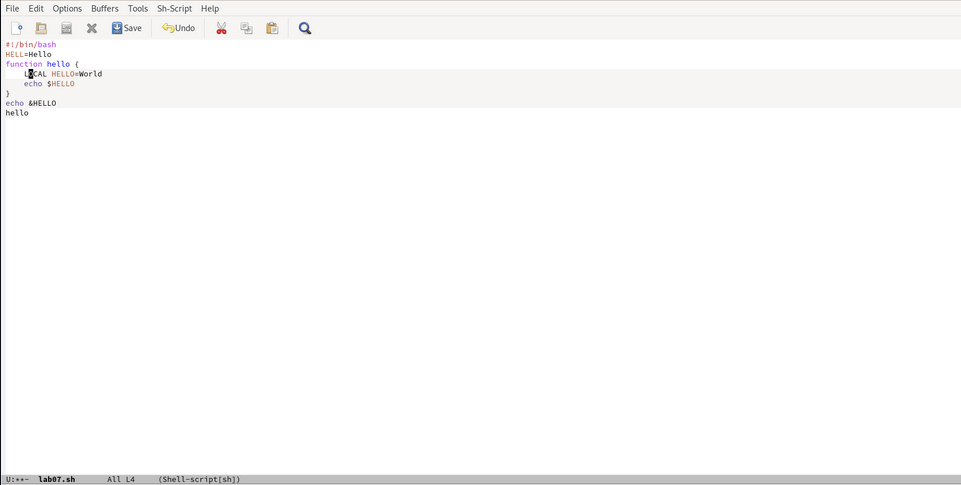 File Edit Options Buffers Tools Sh-Script Help
Save Undo
#!/bin/bash
HELL=Hello
function hello {
LOCAL HELLO=World
echo $HELLO
}
echo &HELLO
hello
U:**- lab07.sh All L4 (Shell-script[sh])